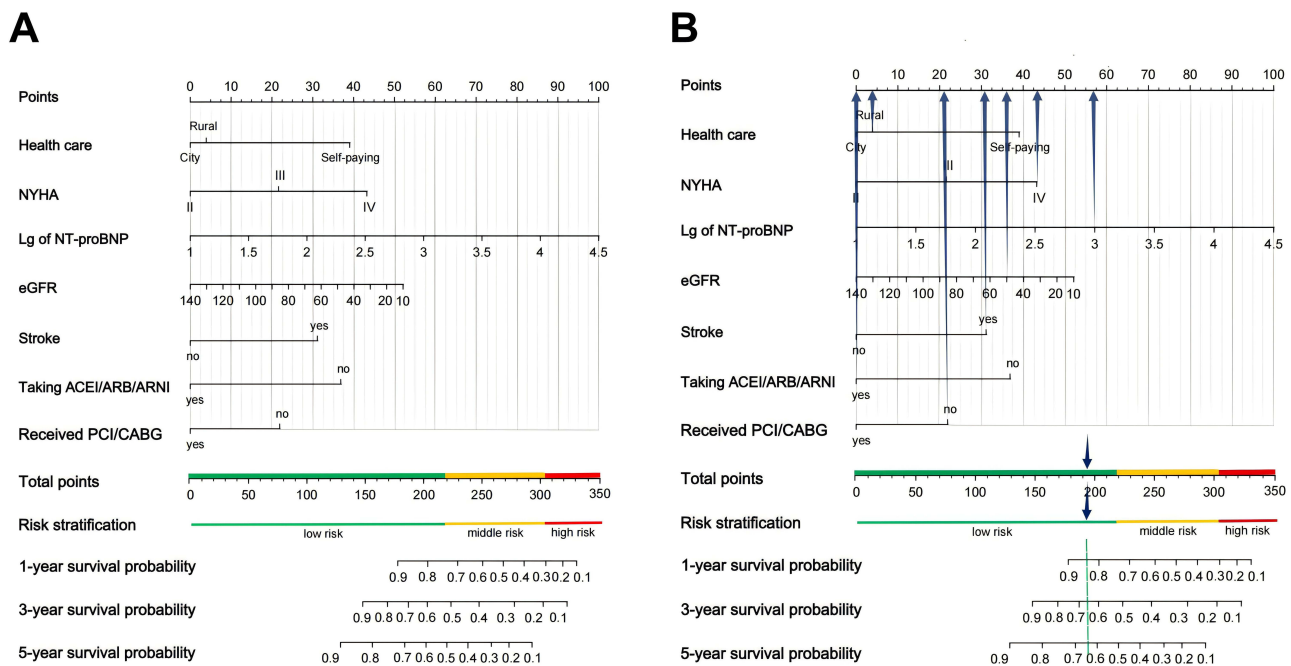 A
Points
0 10 20 30 40 50 60 70 80 90 100
Rural
Health care
City Self-paying
III
NYHA
II IV
Lg of NT-proBNP
1 1.5 2 2.5 3 3.5 4 4.5
eGFR
140 120 100 80 60 40 20 10
yes
Stroke
no
no
Taking ACEI/ARB/ARNI
yes
no
Received PCI/CABG
yes
Total points
0 50 100 150 200 250 300 350
Risk stratification
low risk middle risk high risk
1-year survival probability
0.9 0.8 0.7 0.6 0.5 0.4 0.3 0.2 0.1
3-year survival probability
0.9 0.8 0.7 0.6 0.5 0.4 0.3 0.2 0.1
5-year survival probability
0.9 0.8 0.7 0.6 0.5 0.4 0.3 0.2 0.1
B
Points
0 10 20 30 40 50 60 70 80 90 100
Rural
Health care
City Self-paying
III
NYHA
II IV
Lg of NT-proBNP
1 1.5 2 2.5 3 3.5 4 4.5
eGFR
140 120 100 80 60 40 20 10
yes
Stroke
no
no
Taking ACEI/ARB/ARNI
yes
no
Received PCI/CABG
yes
Total points
0 50 100 150 200 250 300 350
Risk stratification
low risk middle risk high risk
1-year survival probability
0.9 0.8 0.7 0.6 0.5 0.4 0.3 0.2 0.1
3-year survival probability
0.9 0.8 0.7 0.6 0.5 0.4 0.3 0.2 0.1
5-year survival probability
0.9 0.8 0.7 0.6 0.5 0.4 0.3 0.2 0.1